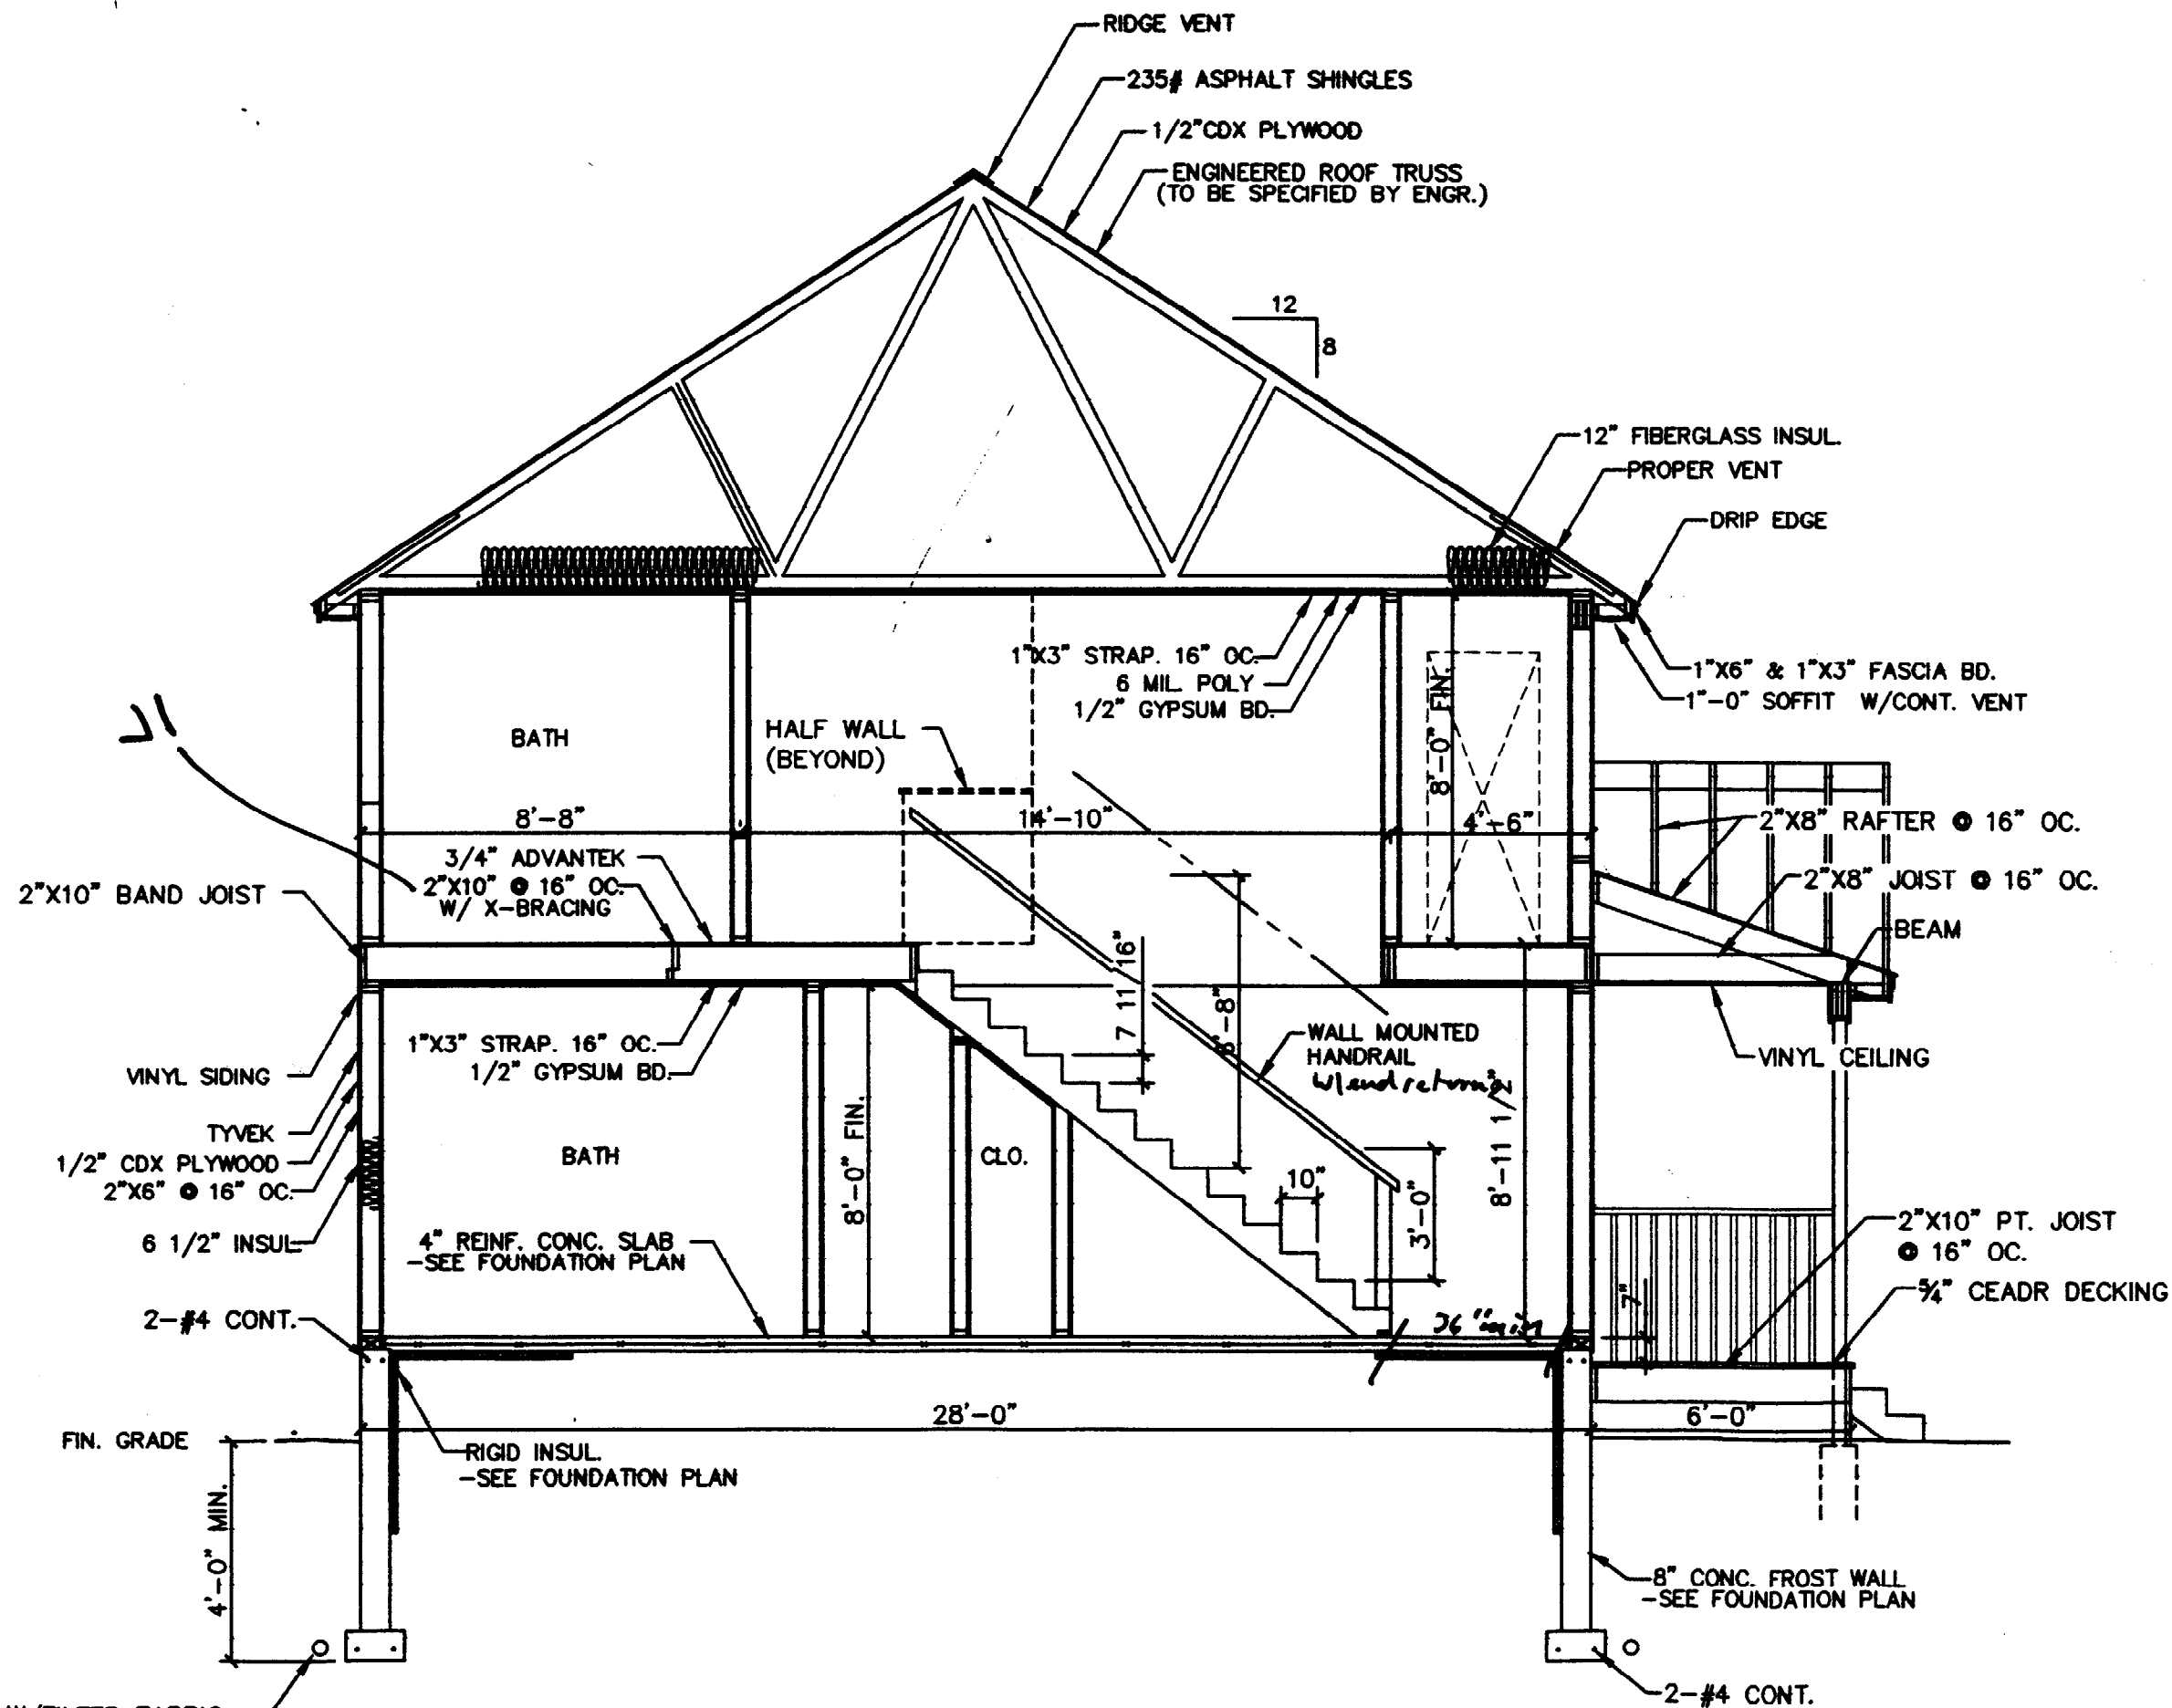 RIDGE VENT
235# ASPHALT SHINGLES
1/2"CDX PLYWOOD
ENGINEERED ROOF TRUSS
(TO BE SPECIFIED BY ENGR.)
12
8
12" FIBERGLASS INSUL.
PROPER VENT
DRIP EDGE
1"X3" STRAP. 16" OC.
6 MIL POLY
1/2" GYPSUM BD.
8'-0" FIN.
1"X6" & 1"X3" FASCIA BD.
1"-0" SOFFIT W/CONT. VENT
BATH
HALF WALL
(BEYOND)
8'-8"
14'-10"
4'-6"
2"X8" RAFTER @ 16" OC.
3/4" ADVANTEK
2"X10" @ 16" OC.
W/ X-BRACING
2"X10" BAND JOIST
2"X8" JOIST @ 16" OC.
BEAM
7 11 16"
6'-8"
1"X3" STRAP. 16" OC.
1/2" GYPSUM BD.
WALL MOUNTED
HANDRAIL
w/end returns
VINYL CEILING
VINYL SIDING
TYVEK
1/2" CDX PLYWOOD
2"X6" @ 16" OC.
6 1/2" INSUL.
BATH
8'-0" FIN.
CLO.
10"
3'-0"
8'-11 1/2"
4" REINF. CONC. SLAB
-SEE FOUNDATION PLAN
2"X10" PT. JOIST
@ 16" OC.
7"
5/4" CEADR DECKING
2-#4 CONT.
36" min
28'-0"
6'-0"
FIN. GRADE
RIGID INSUL.
-SEE FOUNDATION PLAN
4'-0" MIN.
8" CONC. FROST WALL
-SEE FOUNDATION PLAN
2-#4 CONT.